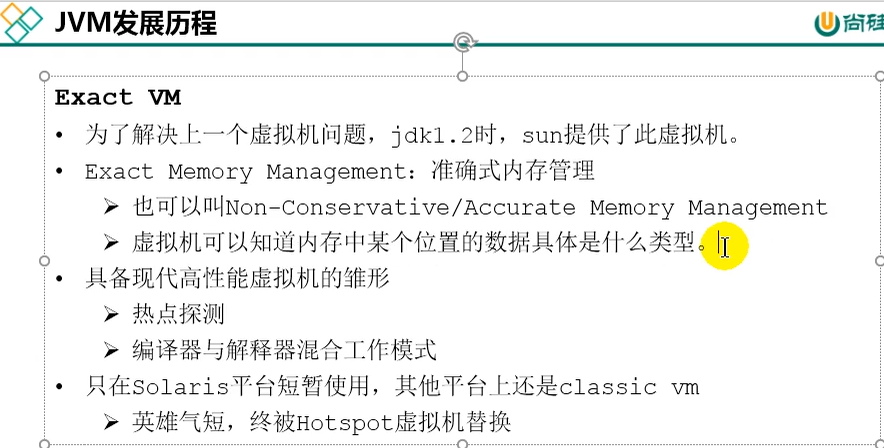 JVM发展历程
尚硅
Exact VM
• 为了解决上一个虚拟机问题，jdk1.2时，sun提供了此虚拟机。
• Exact Memory Management：准确式内存管理
➢ 也可以叫Non-Conservative/Accurate Memory Management
➢ 虚拟机可以知道内存中某个位置的数据具体是什么类型。
• 具备现代高性能虚拟机的雏形
➢ 热点探测
➢ 编译器与解释器混合工作模式
• 只在Solaris平台短暂使用，其他平台上还是classic vm
➢ 英雄气短，终被Hotspot虚拟机替换